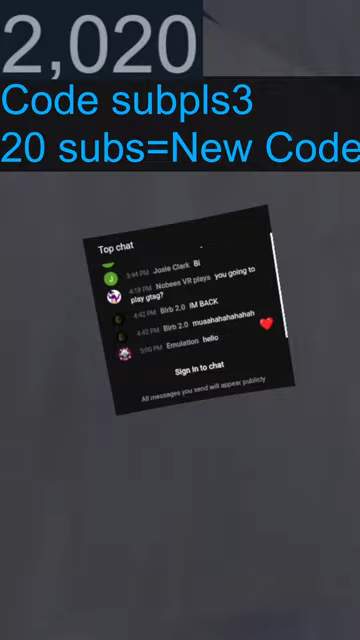 2,020
Code subpls3
20 subs=New Code
Top chat
J
3:44 PM Josie Clark Bi
4:19 PM Nobees VR plays you going to
play gtag?
4:42 PM Birb 2.0 IM BACK
4:43 PM Birb 2.0 muaahahahahahah
5:00 PM Emulation hello
Sign in to chat
All messages you send will appear publicly